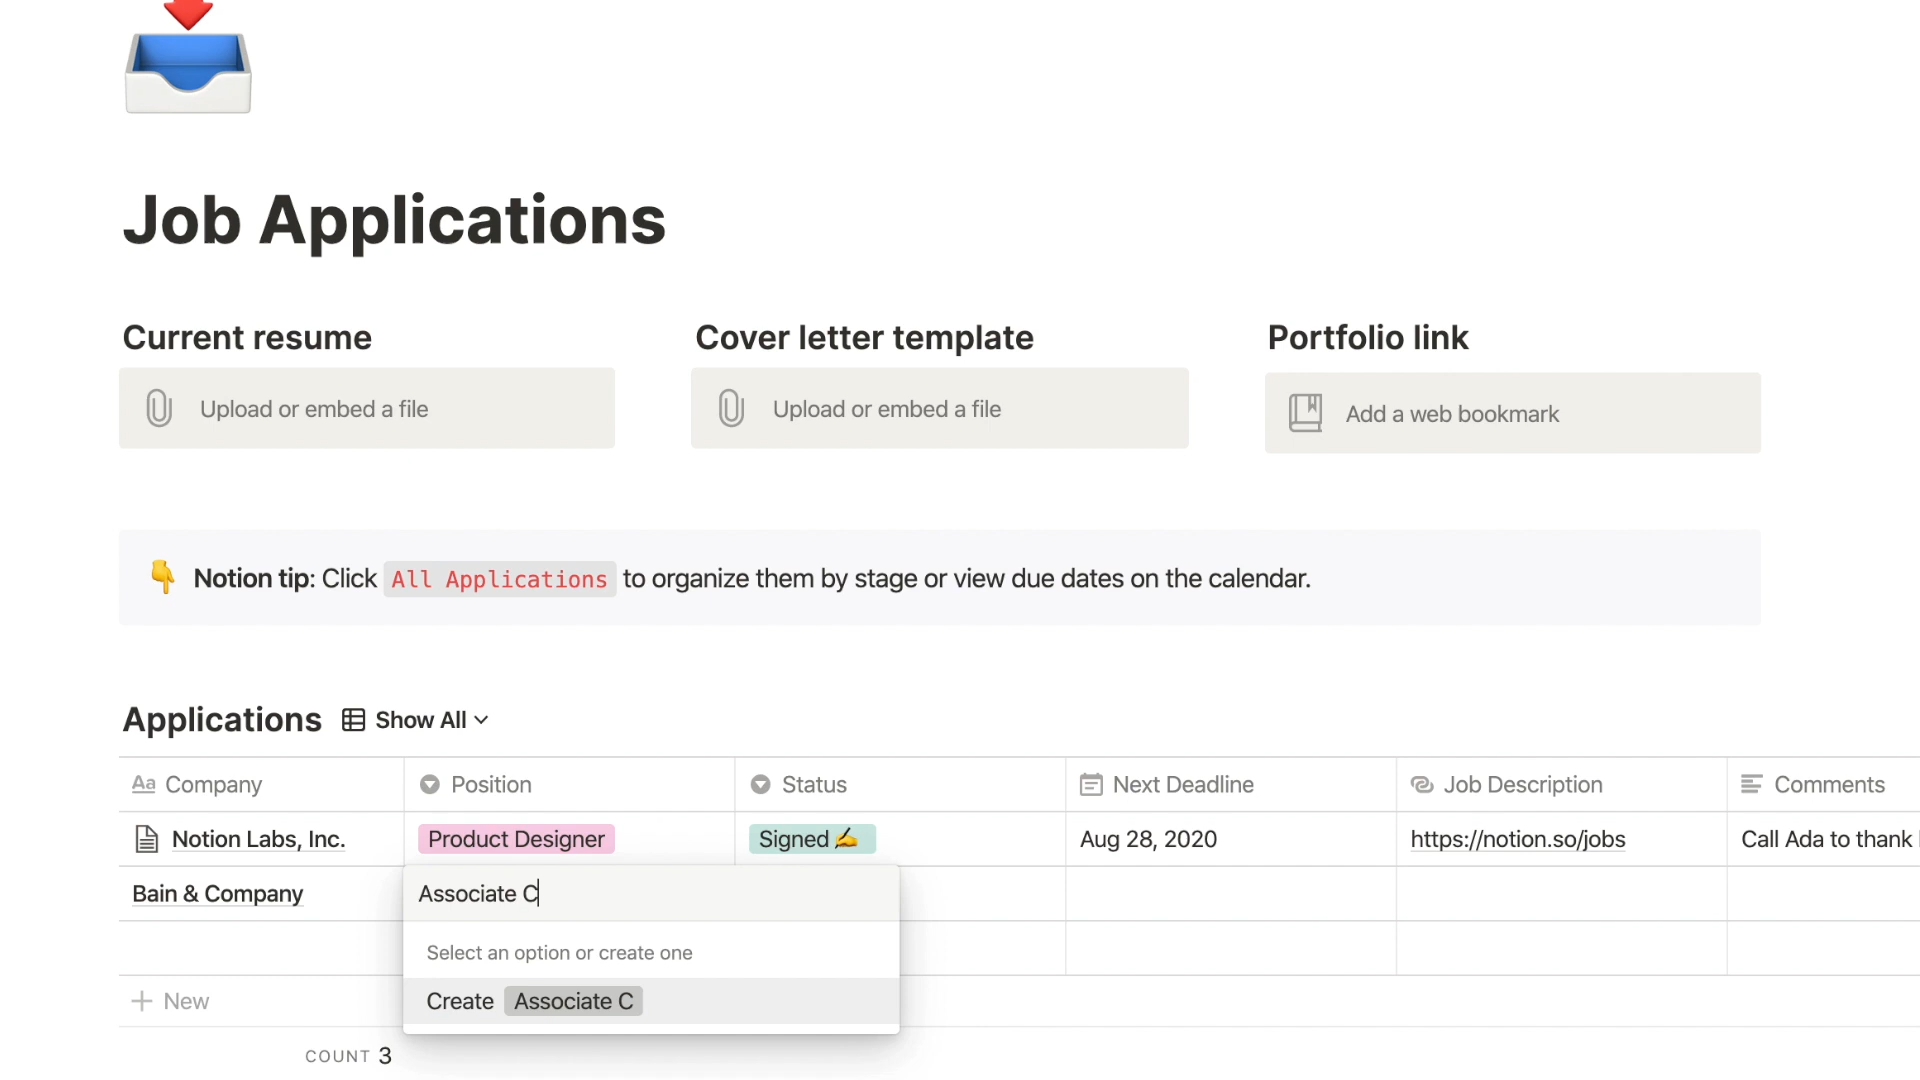 Job Applications
Current resume
Cover letter template
Portfolio link
Upload or embed a file
Upload or embed a file
Add a web bookmark
Notion tip: Click All Applications to organize them by stage or view due dates on the calendar.
Applications Show All
Aa Company Position Status Next Deadline Job Description Comments
Notion Labs, Inc. Product Designer Signed ✍️ Aug 28, 2020 https://notion.so/jobs Call Ada to thank
Bain & Company Associate C
Select an option or create one
Create Associate C
+ New
COUNT 3